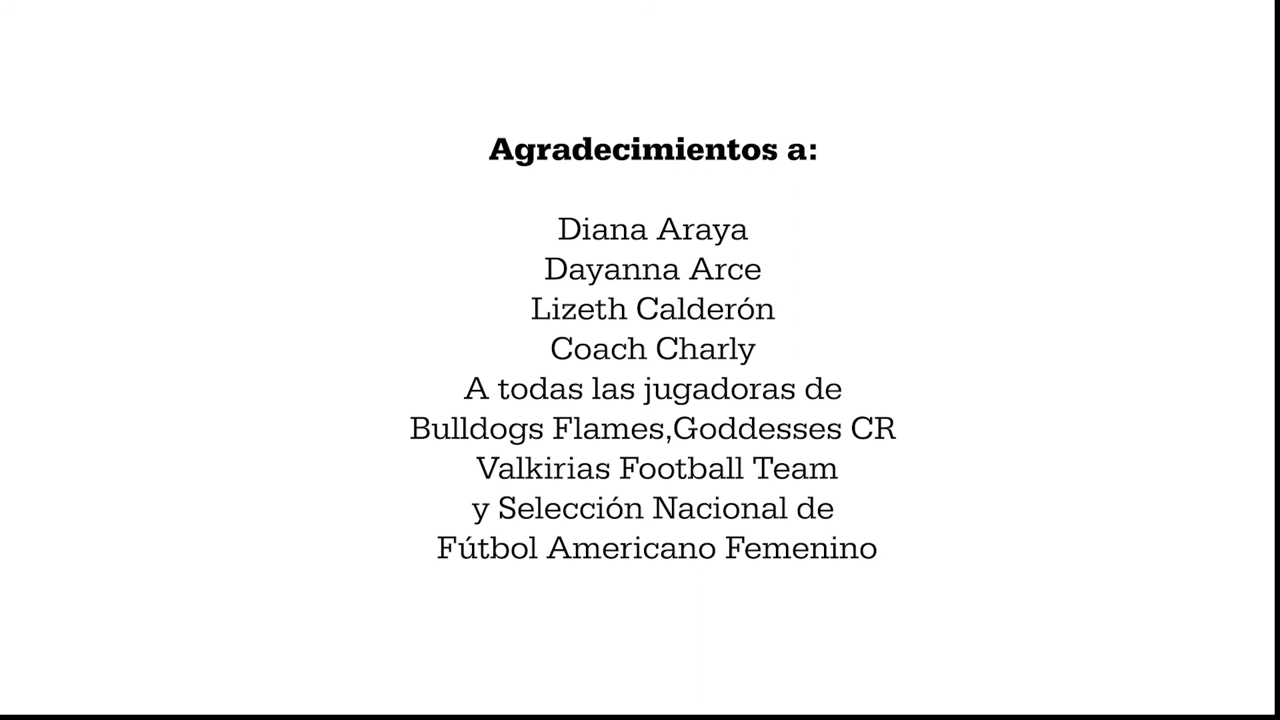 Agradecimientos a:
Diana Araya
Dayanna Arce
Lizeth Calderón
Coach Charly
A todas las jugadoras de
Bulldogs Flames,Goddesses CR
Valkirias Football Team
y Selección Nacional de
Fútbol Americano Femenino